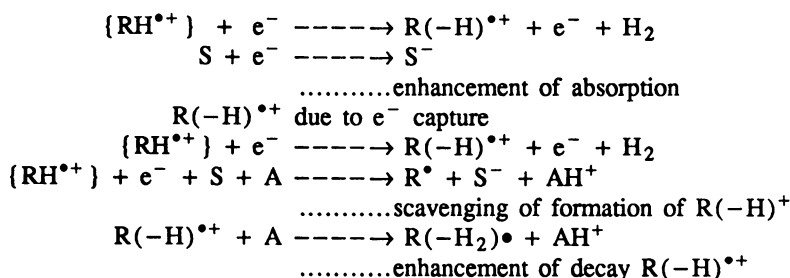 {RH•+} + e− -----→ R(−H)•+ + e− + H2
S + e− -----→ S−
...........enhancement of absorption
R(−H)•+ due to e− capture
{RH•+} + e− -----→ R(−H)•+ + e− + H2
{RH•+} + e− + S + A -----→ R• + S− + AH+
...........scavenging of formation of R(−H)+
R(−H)•+ + A -----→ R(−H2)• + AH+
...........enhancement of decay R(−H)•+